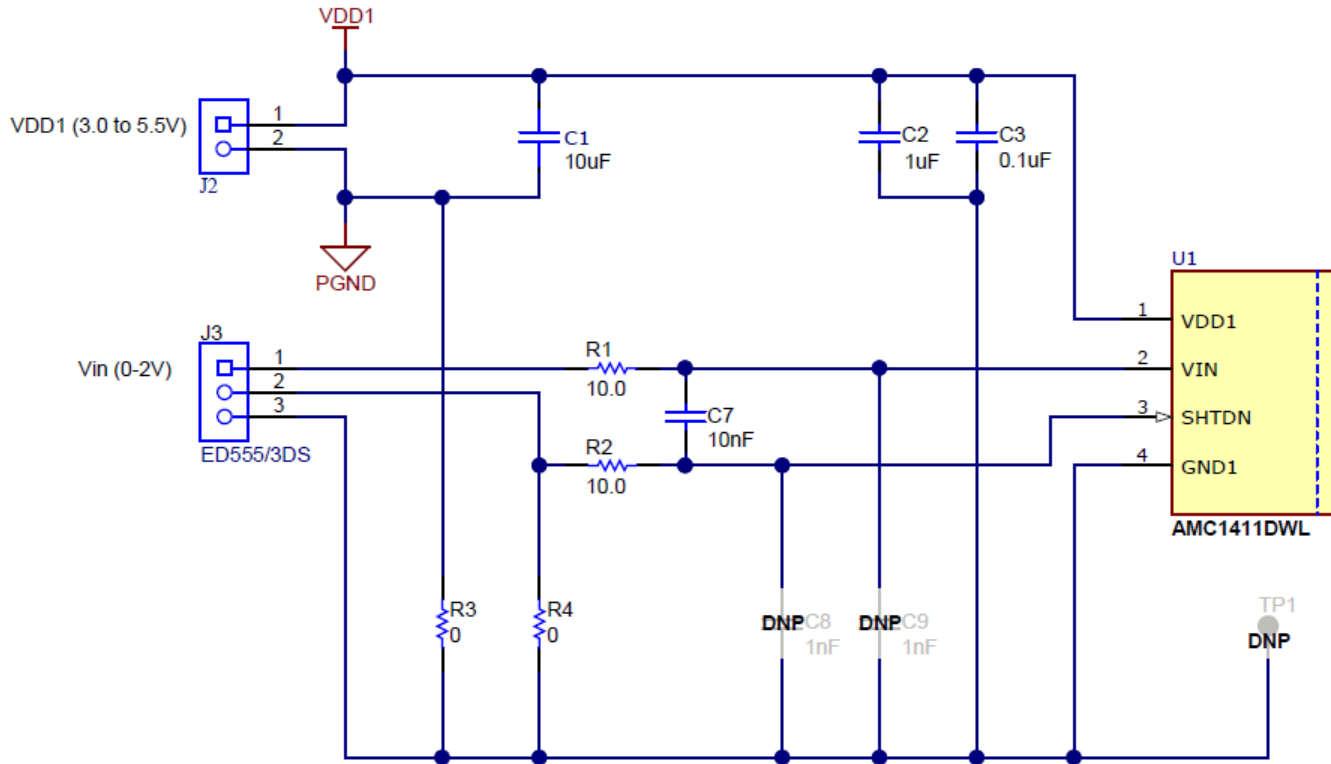 VDD1
VDD1 (3.0 to 5.5V)
1
2
J2
C1
10uF
C2
1uF
C3
0.1uF
PGND
J3
Vin (0-2V)
1
2
3
ED555/3DS
R1
10.0
C7
10nF
R2
10.0
U1
1 VDD1
2 VIN
3 SHTDN
4 GND1
AMC1411DWL
R3
0
R4
0
DNP C8
1nF
DNP C9
1nF
TP1
DNP